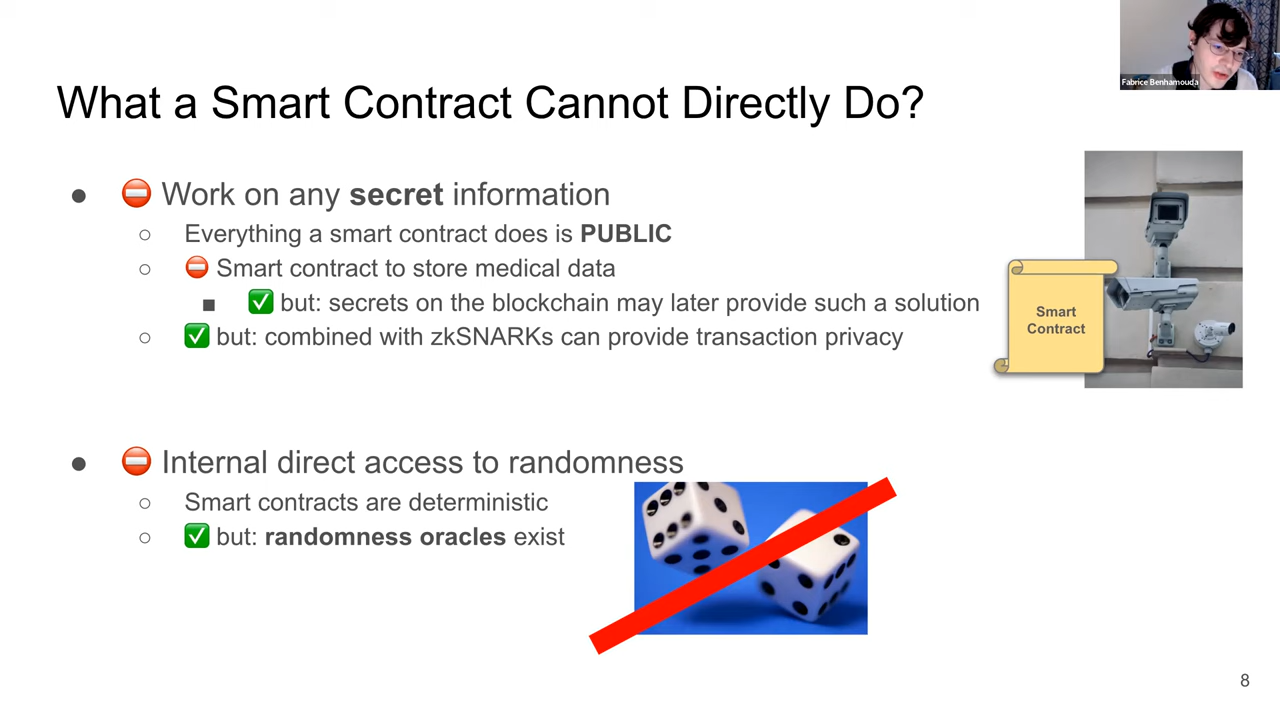 Fabrice Benhamouda
What a Smart Contract Cannot Directly Do?
● ⛔ Work on any secret information
○ Everything a smart contract does is PUBLIC
○ ⛔ Smart contract to store medical data
■ ✅ but: secrets on the blockchain may later provide such a solution
○ ✅ but: combined with zkSNARKs can provide transaction privacy
Smart
Contract
● ⛔ Internal direct access to randomness
○ Smart contracts are deterministic
○ ✅ but: randomness oracles exist
8